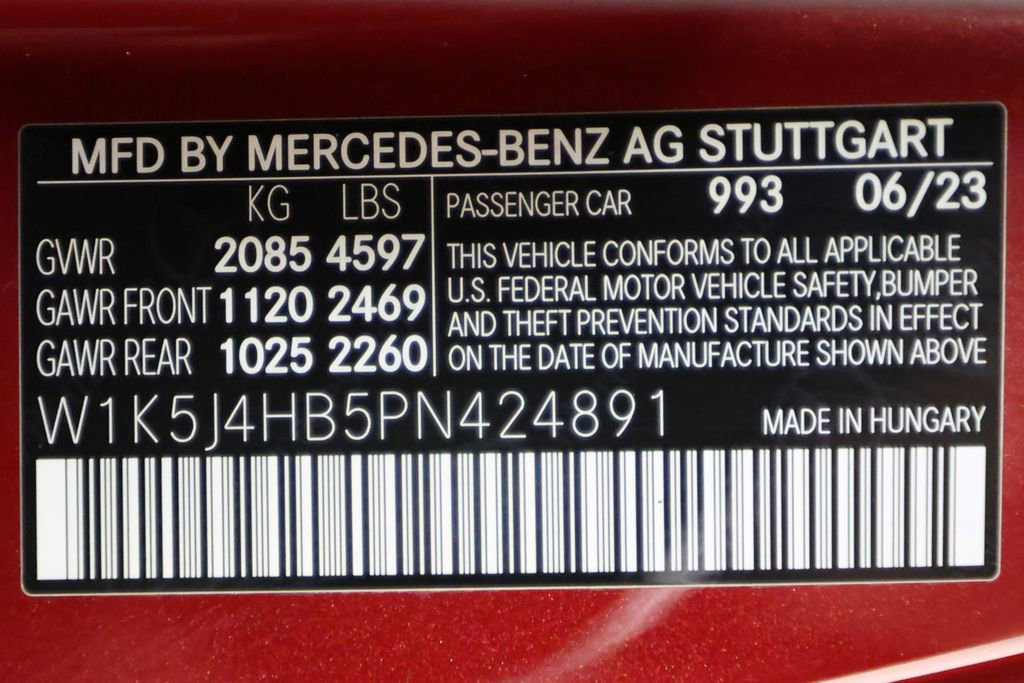 MFD BY MERCEDES-BENZ AG STUTTGART
KG LBS
GVWR 2085 4597
GAWR FRONT 1120 2469
GAWR REAR 1025 2260
PASSENGER CAR 993 06/23
THIS VEHICLE CONFORMS TO ALL APPLICABLE
U.S. FEDERAL MOTOR VEHICLE SAFETY,BUMPER
AND THEFT PREVENTION STANDARDS IN EFFECT
ON THE DATE OF MANUFACTURE SHOWN ABOVE
W1K5J4HB5PN424891
MADE IN HUNGARY